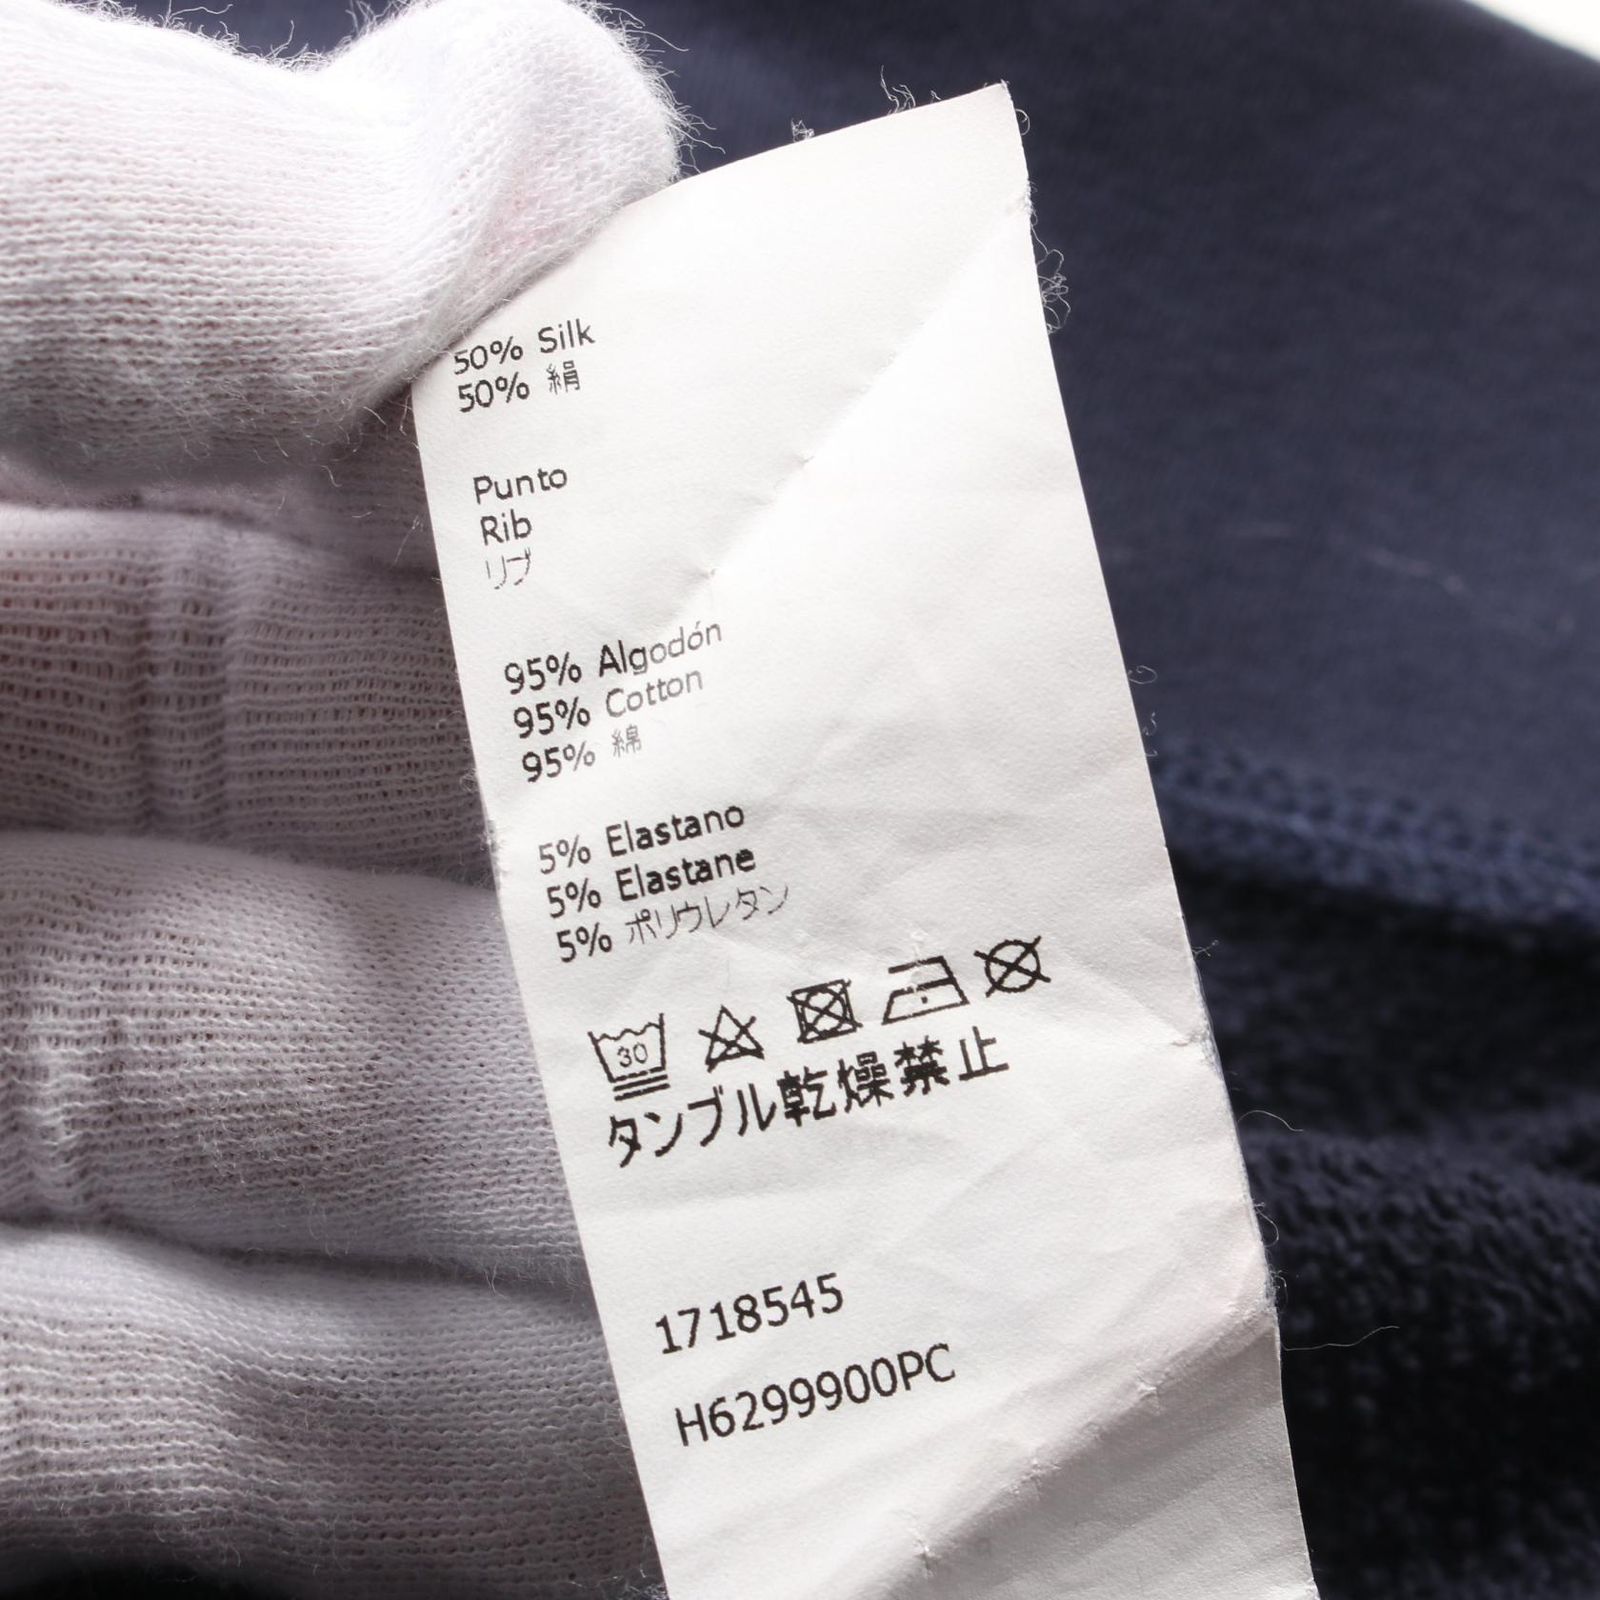 50% Silk
50% 絹
Punto
Rib
リブ
95% Algodón
95% Cotton
95% 綿
5% Elastano
5% Elastane
5% ポリウレタン
30
タンブル乾燥禁止
1718545
H6299900PC